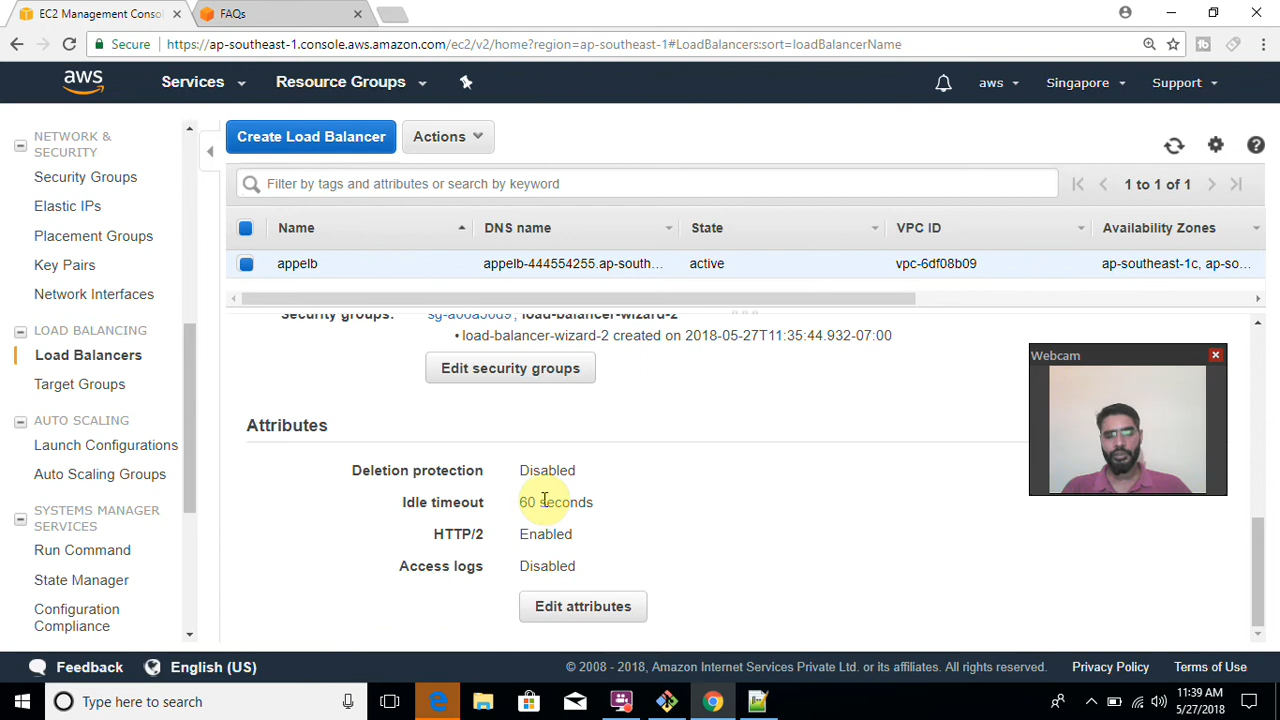 EC2 Management Conso
FAQs
Secure
https://ap-southeast-1.console.aws.amazon.com/ec2/v2/home?region=ap-southeast-1#LoadBalancers:sort=loadBalancerName
aws
Services
Resource Groups
aws
Singapore
Support
NETWORK &
SECURITY
Security Groups
Elastic IPs
Placement Groups
Key Pairs
Network Interfaces
LOAD BALANCING
Load Balancers
Target Groups
AUTO SCALING
Launch Configurations
Auto Scaling Groups
SYSTEMS MANAGER
SERVICES
Run Command
State Manager
Configuration
Compliance
Create Load Balancer
Actions
Filter by tags and attributes or search by keyword
1 to 1 of 1
Name
DNS name
State
VPC ID
Availability Zones
appelb
appelb-444554255.ap-south...
active
vpc-6df08b09
ap-southeast-1c, ap-so...
Security groups:
load-balancer-wizard-2
• load-balancer-wizard-2 created on 2018-05-27T11:35:44.932-07:00
Edit security groups
Attributes
Deletion protection Disabled
Idle timeout 60 seconds
HTTP/2 Enabled
Access logs Disabled
Edit attributes
Webcam
Feedback
English (US)
© 2008 - 2018, Amazon Internet Services Private Ltd. or its affiliates. All rights reserved.
Privacy Policy
Terms of Use
Type here to search
11:39 AM
5/27/2018